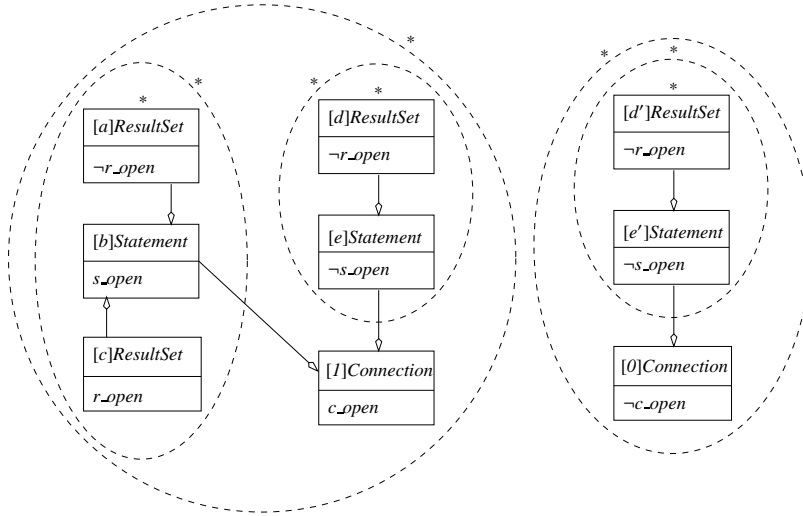 *
*
*
*
*
*
*
*
*
[a]ResultSet
¬r_open
[d]ResultSet
¬r_open
[d′]ResultSet
¬r_open
[b]Statement
s_open
[e]Statement
¬s_open
[e′]Statement
¬s_open
[c]ResultSet
r_open
[1]Connection
c_open
[0]Connection
¬c_open